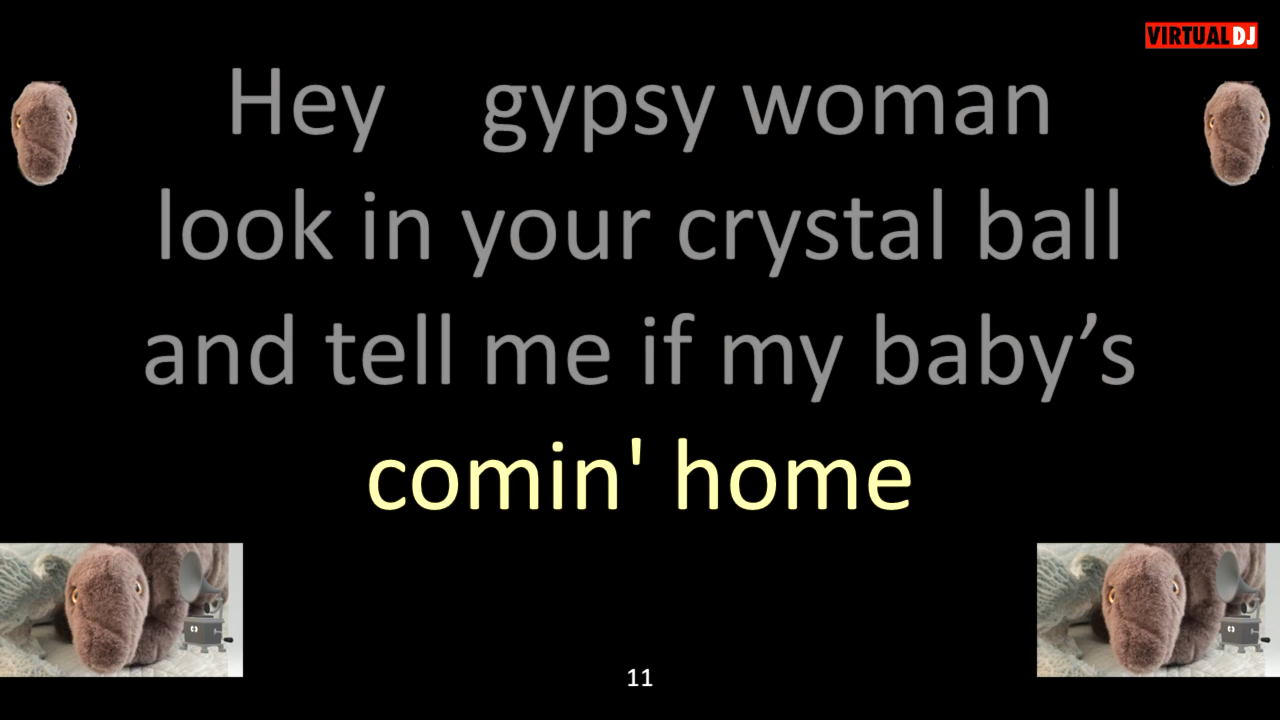 VIRTUAL DJ
Hey gypsy woman
look in your crystal ball
and tell me if my baby’s
comin' home
11